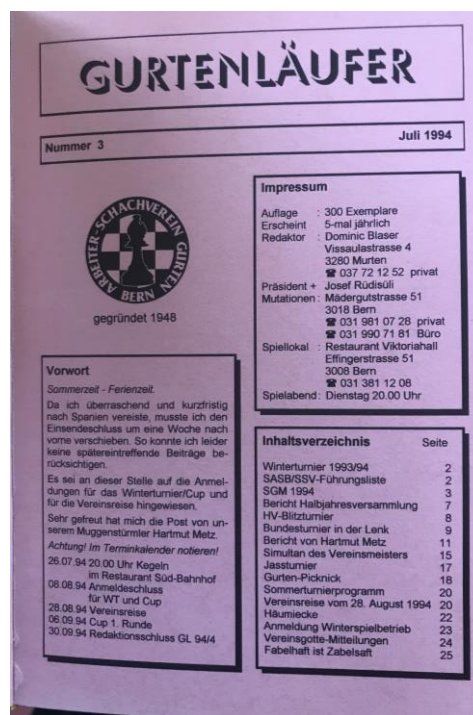 GURTENLÄUFER
Nummer 3
Juli 1994
ARBEITER-SCHACHVEREIN GURTEN
BERN
gegründet 1948
Impressum
Auflage : 300 Exemplare
Erscheint 5-mal jährlich
Redaktor : Dominic Blaser
Vissaulastrasse 4
3280 Murten
☎ 037 72 12 52 privat
Präsident + Josef Rüdisüli
Mutationen : Mädergutstrasse 51
3018 Bern
☎ 031 981 07 28 privat
☎ 031 990 71 81 Büro
Spiellokal : Restaurant Viktoriahall
Effingerstrasse 51
3008 Bern
☎ 031 381 12 08
Spielabend: Dienstag 20.00 Uhr
Vorwort
Sommerzeit - Ferienzeit.
Da ich überraschend und kurzfristig
nach Spanien vereiste, musste ich den
Einsendeschluss um eine Woche nach
vorne verschieben. So konnte ich leider
keine spätereintreffende Beiträge be-
rücksichtigen.
Es sei an dieser Stelle auf die Anmel-
dungen für das Winterturnier/Cup und
für die Vereinsreise hingewiesen.
Sehr gefreut hat mich die Post von un-
serem Muggenstürmer Hartmut Metz.
Achtung! Im Terminkalender notieren!
26.07.94 20.00 Uhr Kegeln
im Restaurant Süd-Bahnhof
08.08.94 Anmeldeschluss
für WT und Cup
28.08.94 Vereinsreise
06.09.94 Cup 1. Runde
30.09.94 Redaktionsschluss GL 94/4
Inhaltsverzeichnis Seite
Winterturnier 1993/94 2
SASB/SSV-Führungsliste 2
SGM 1994 3
Bericht Halbjahresversammlung 7
HV-Blitzturnier 8
Bundesturnier in der Lenk 9
Bericht von Hartmut Metz 11
Simultan des Vereinsmeisters 15
Jassturnier 17
Gurten-Picknick 18
Sommerturnierprogramm 20
Vereinsreise vom 28. August 1994 20
Häumiecke 22
Anmeldung Winterspielbetrieb 23
Vereinsgotte-Mitteilungen 24
Fabelhaft ist Zabelsaft 25